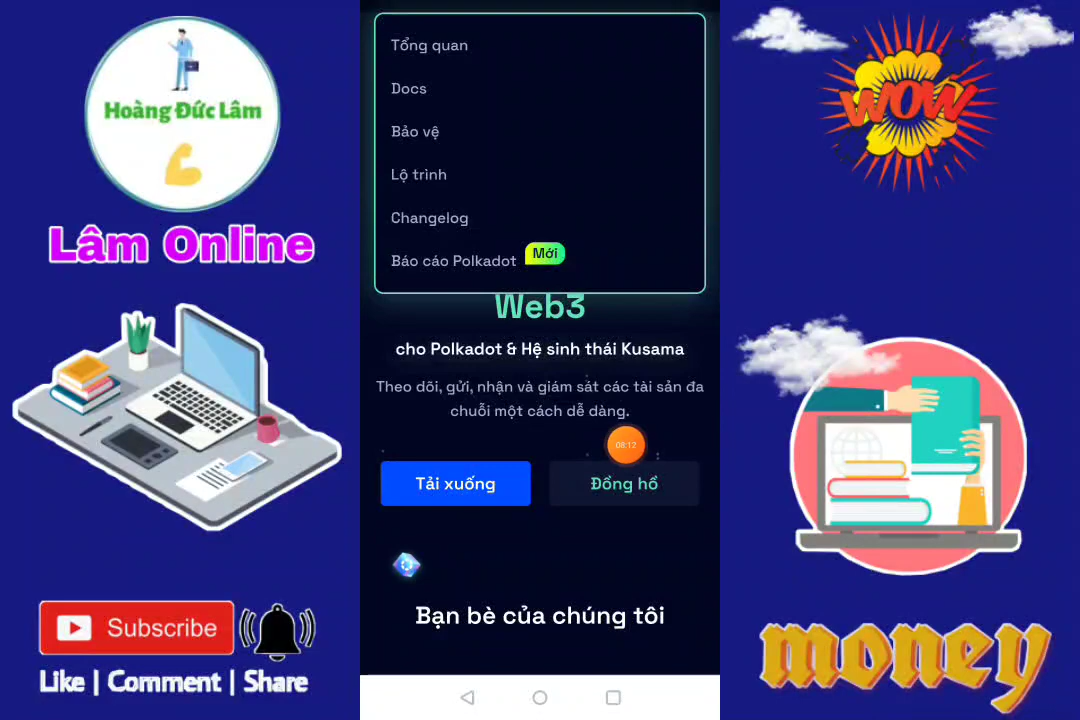 Hoàng Đức Lâm
Lâm Online
Subscribe
Like | Comment | Share
Tổng quan
Docs
Bảo vệ
Lộ trình
Changelog
Báo cáo Polkadot Mới
Web3
cho Polkadot & Hệ sinh thái Kusama
Theo dõi, gửi, nhận và giám sát các tài sản đa
chuỗi một cách dễ dàng.
08:12
Tải xuống
Đồng hồ
Bạn bè của chúng tôi
WOW
money